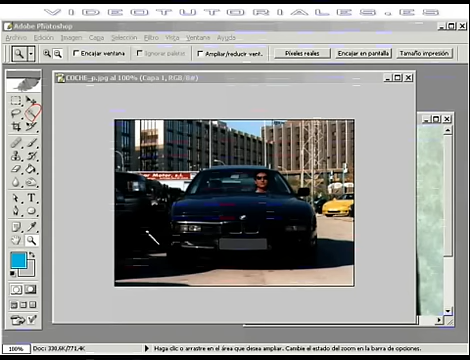 VIDEOTUTORIALES.ES
Adobe Photoshop
Archivo Edición Imagen Capa Selección Filtro Vista Ventana Ayuda
Encajar ventana Ignorar paletas Ampliar/reducir vent. Píxeles reales Encajar en pantalla Tamaño impresión
COCHE_p.jpg al 100% (Capa 1, RGB/8#)
Motor, s.l.
100% Doc: 330,6K/771,4K Haga clic o arrastre en el área que desea ampliar. Cambie el estado del zoom en la barra de opciones.